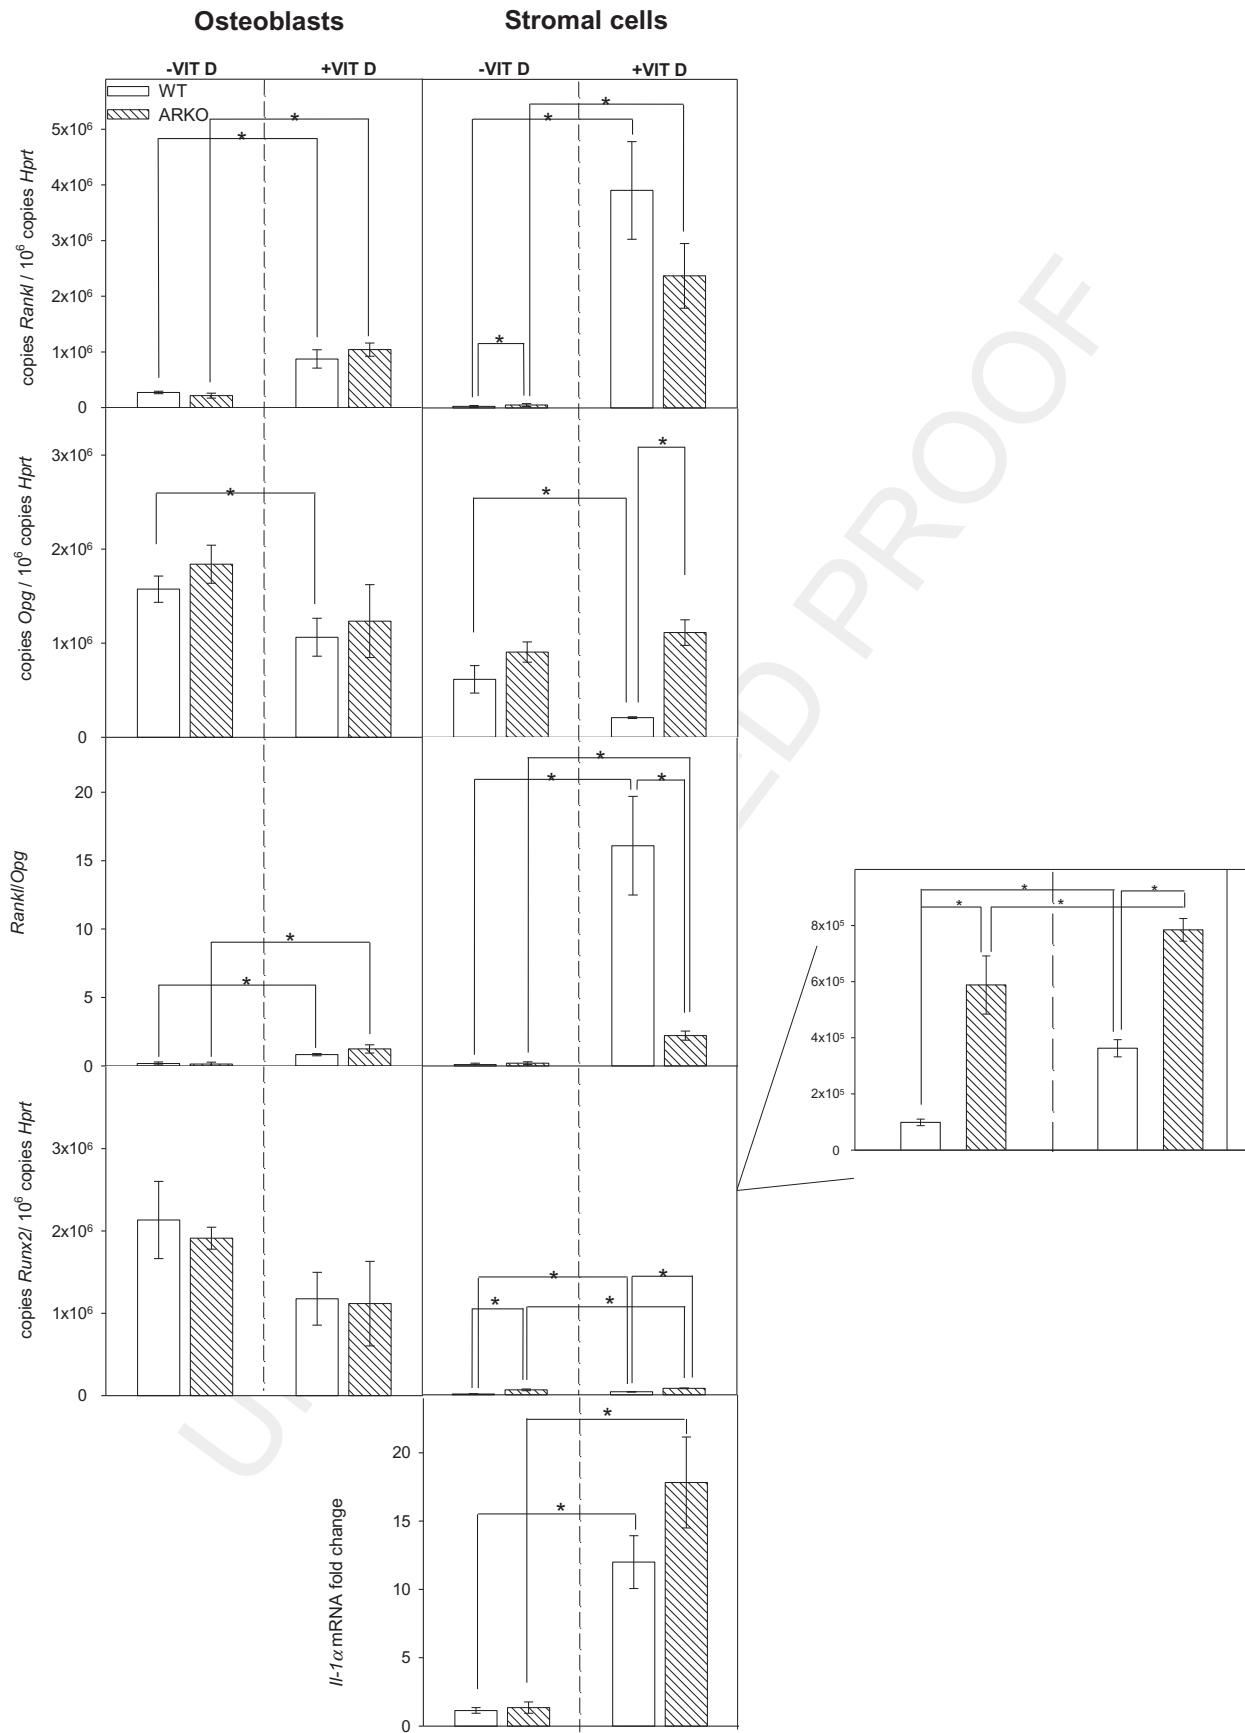 Osteoblasts Stromal cells
-VIT D +VIT D -VIT D +VIT D
WT
ARKO
copies Rankl / 10⁶ copies Hprt
5x10⁶
4x10⁶
3x10⁶
2x10⁶
1x10⁶
0
* *
* * *
copies Opg / 10⁶ copies Hprt
3x10⁶
2x10⁶
1x10⁶
0
*
* *
Rankl/Opg
20
15
10
5
0
* *
* * *
copies Runx2/ 10⁶ copies Hprt
3x10⁶
2x10⁶
1x10⁶
0
* * * *
8x10⁵
6x10⁵
4x10⁵
2x10⁵
0
* * * *
Il-1α mRNA fold change
20
15
10
5
0
* *
ED PROOF